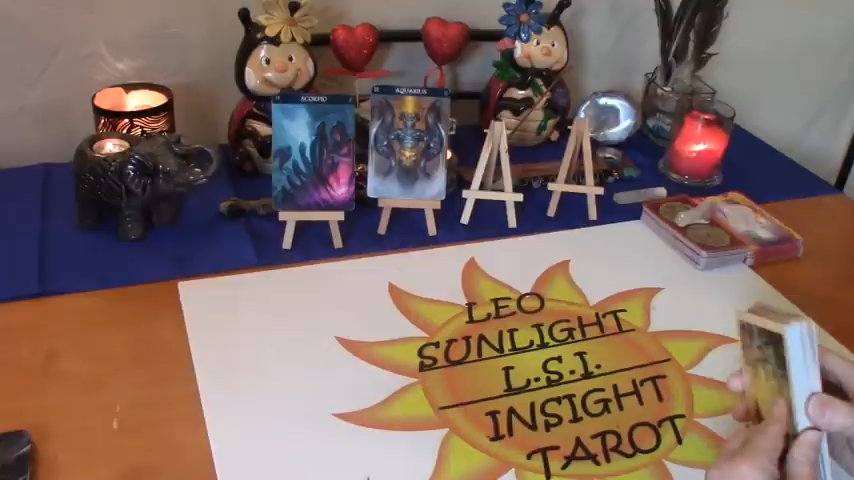 SCORPIO
AQUARIUS
LEO
SUNLIGHT
L.S.I.
INSIGHT
TAROT